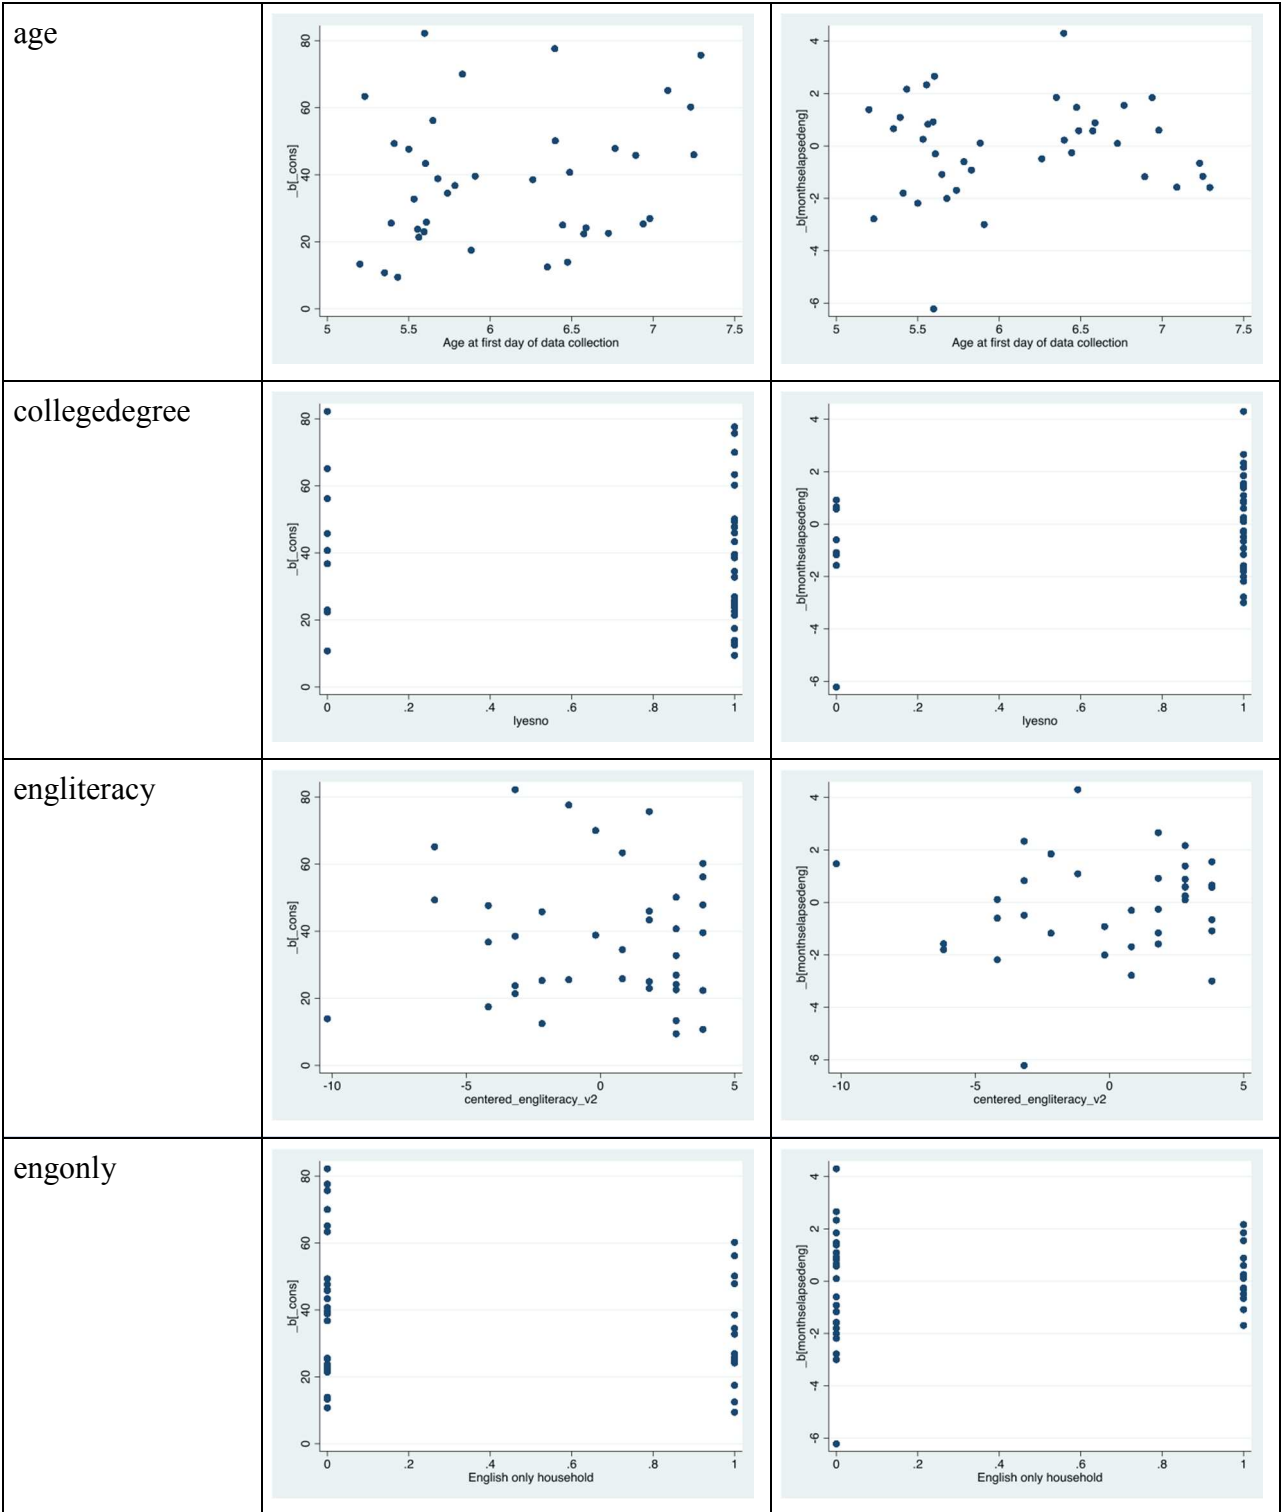 age
_b[_cons]
80
60
40
20
0
5 5.5 6 6.5 7 7.5
Age at first day of data collection
_b[monthselapsedeng]
4
2
0
-2
-4
-6
5 5.5 6 6.5 7 7.5
Age at first day of data collection
collegedegree
_b[_cons]
80
60
40
20
0
0 .2 .4 .6 .8 1
lyesno
_b[monthselapsedeng]
4
2
0
-2
-4
-6
0 .2 .4 .6 .8 1
lyesno
engliteracy
_b[_cons]
80
60
40
20
0
-10 -5 0 5
centered_engliteracy_v2
_b[monthselapsedeng]
4
2
0
-2
-4
-6
-10 -5 0 5
centered_engliteracy_v2
engonly
_b[_cons]
80
60
40
20
0
0 .2 .4 .6 .8 1
English only household
_b[monthselapsedeng]
4
2
0
-2
-4
-6
0 .2 .4 .6 .8 1
English only household